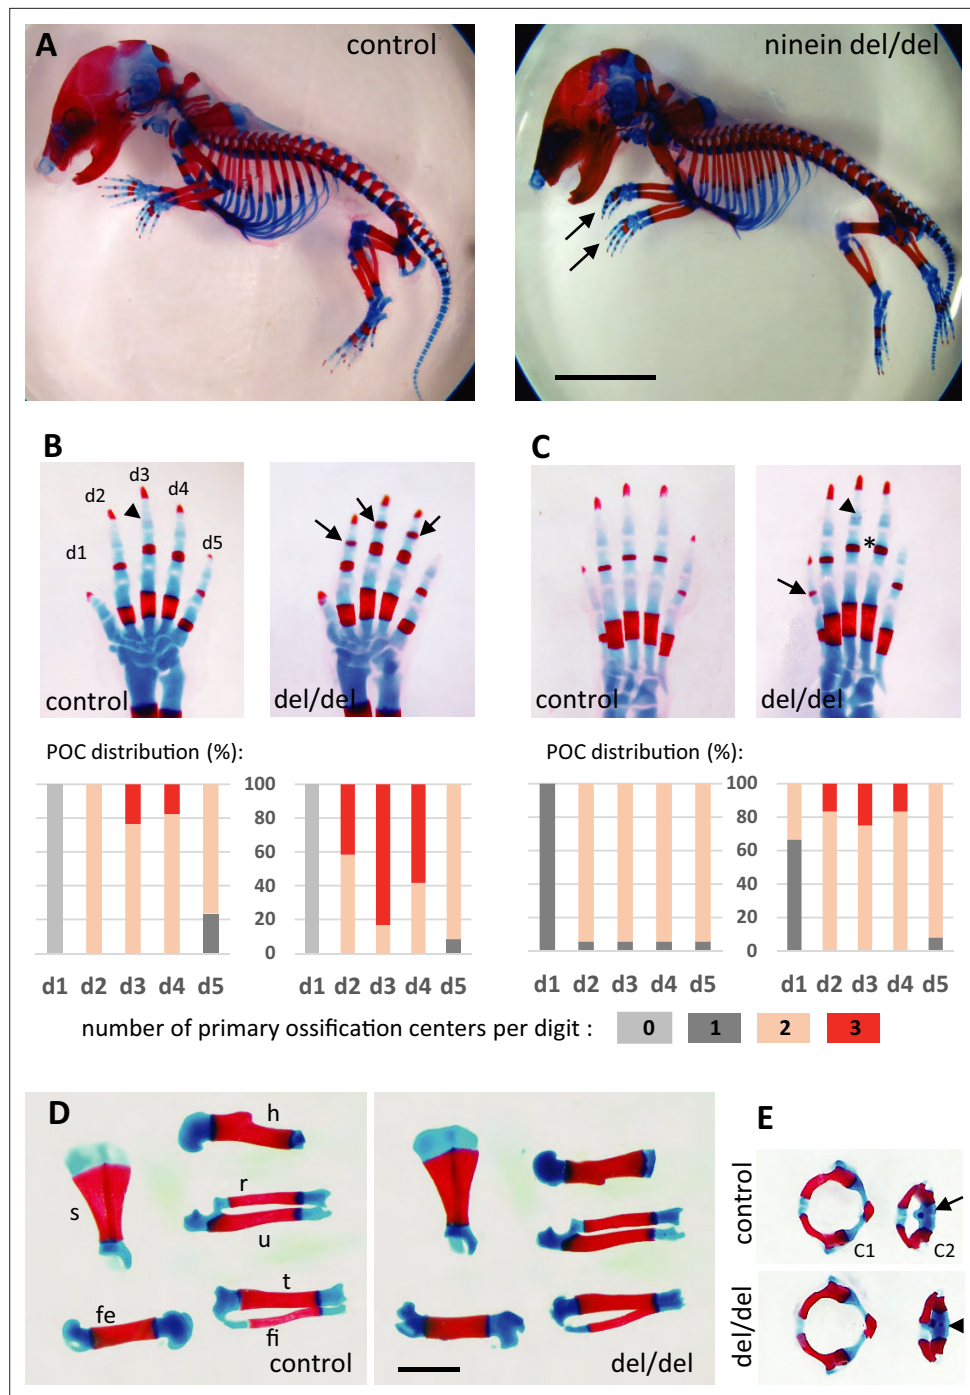 A control ninein del/del
B
d1 d2 d3 d4 d5
control del/del
C
*
control del/del
POC distribution (%): POC distribution (%):
100 100
80 80
60 60
40 40
20 20
0 0
d1 d2 d3 d4 d5 d1 d2 d3 d4 d5 d1 d2 d3 d4 d5 d1 d2 d3 d4 d5
number of primary ossification centers per digit : 0 1 2 3
D
h
s
r
u
fe
t
fi
control del/del
E
control
C1 C2
del/del